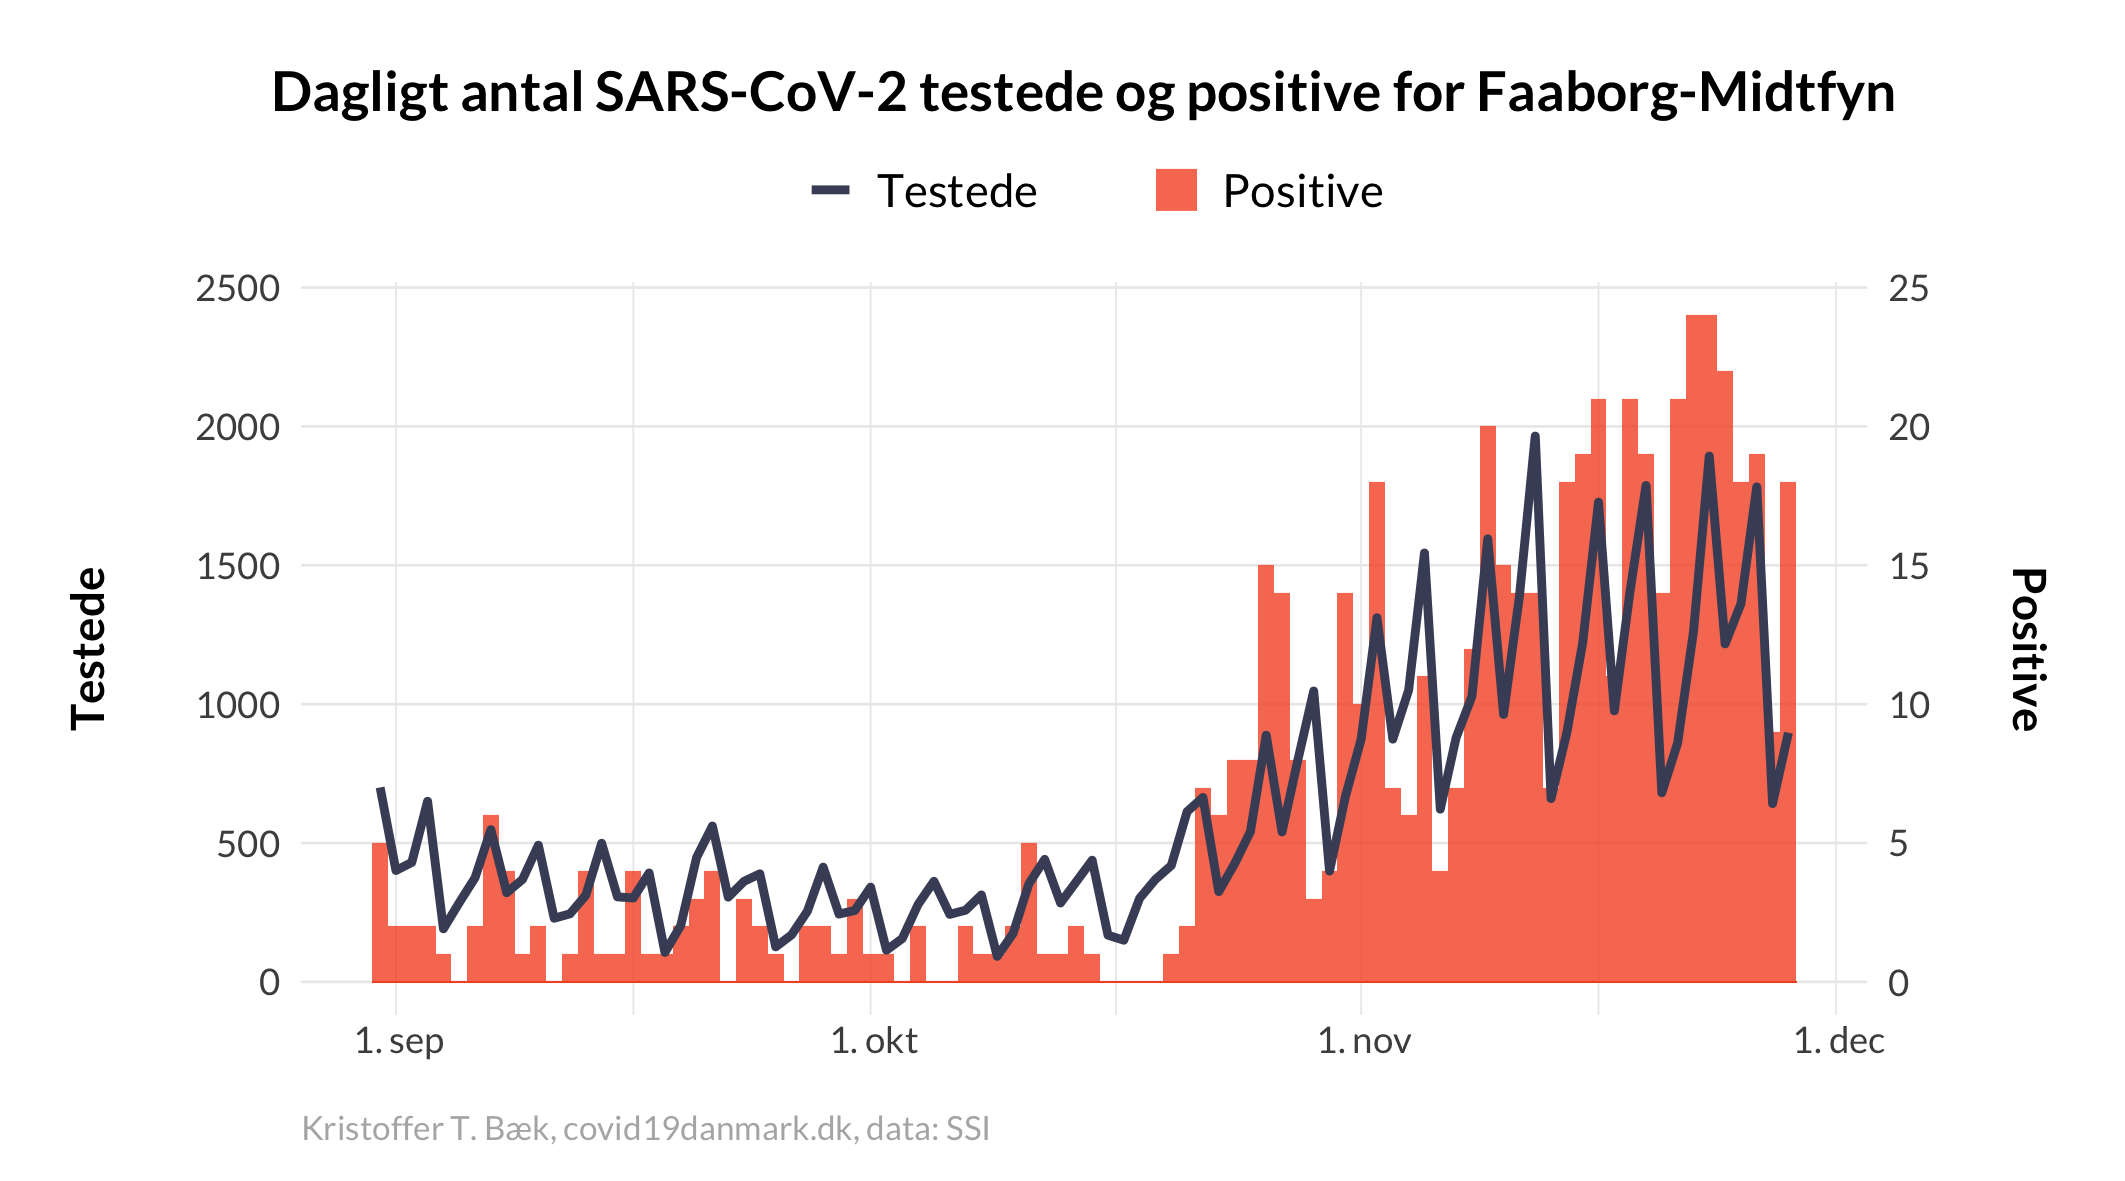 Dagligt antal SARS-CoV-2 testede og positive for Faaborg-Midtfyn
Testede
Positive
2500
2000
1500
1000
500
0
25
20
15
10
5
0
Testede
Positive
1. sep
1. okt
1. nov
1. dec
Kristoffer T. Bæk, covid19danmark.dk, data: SSI